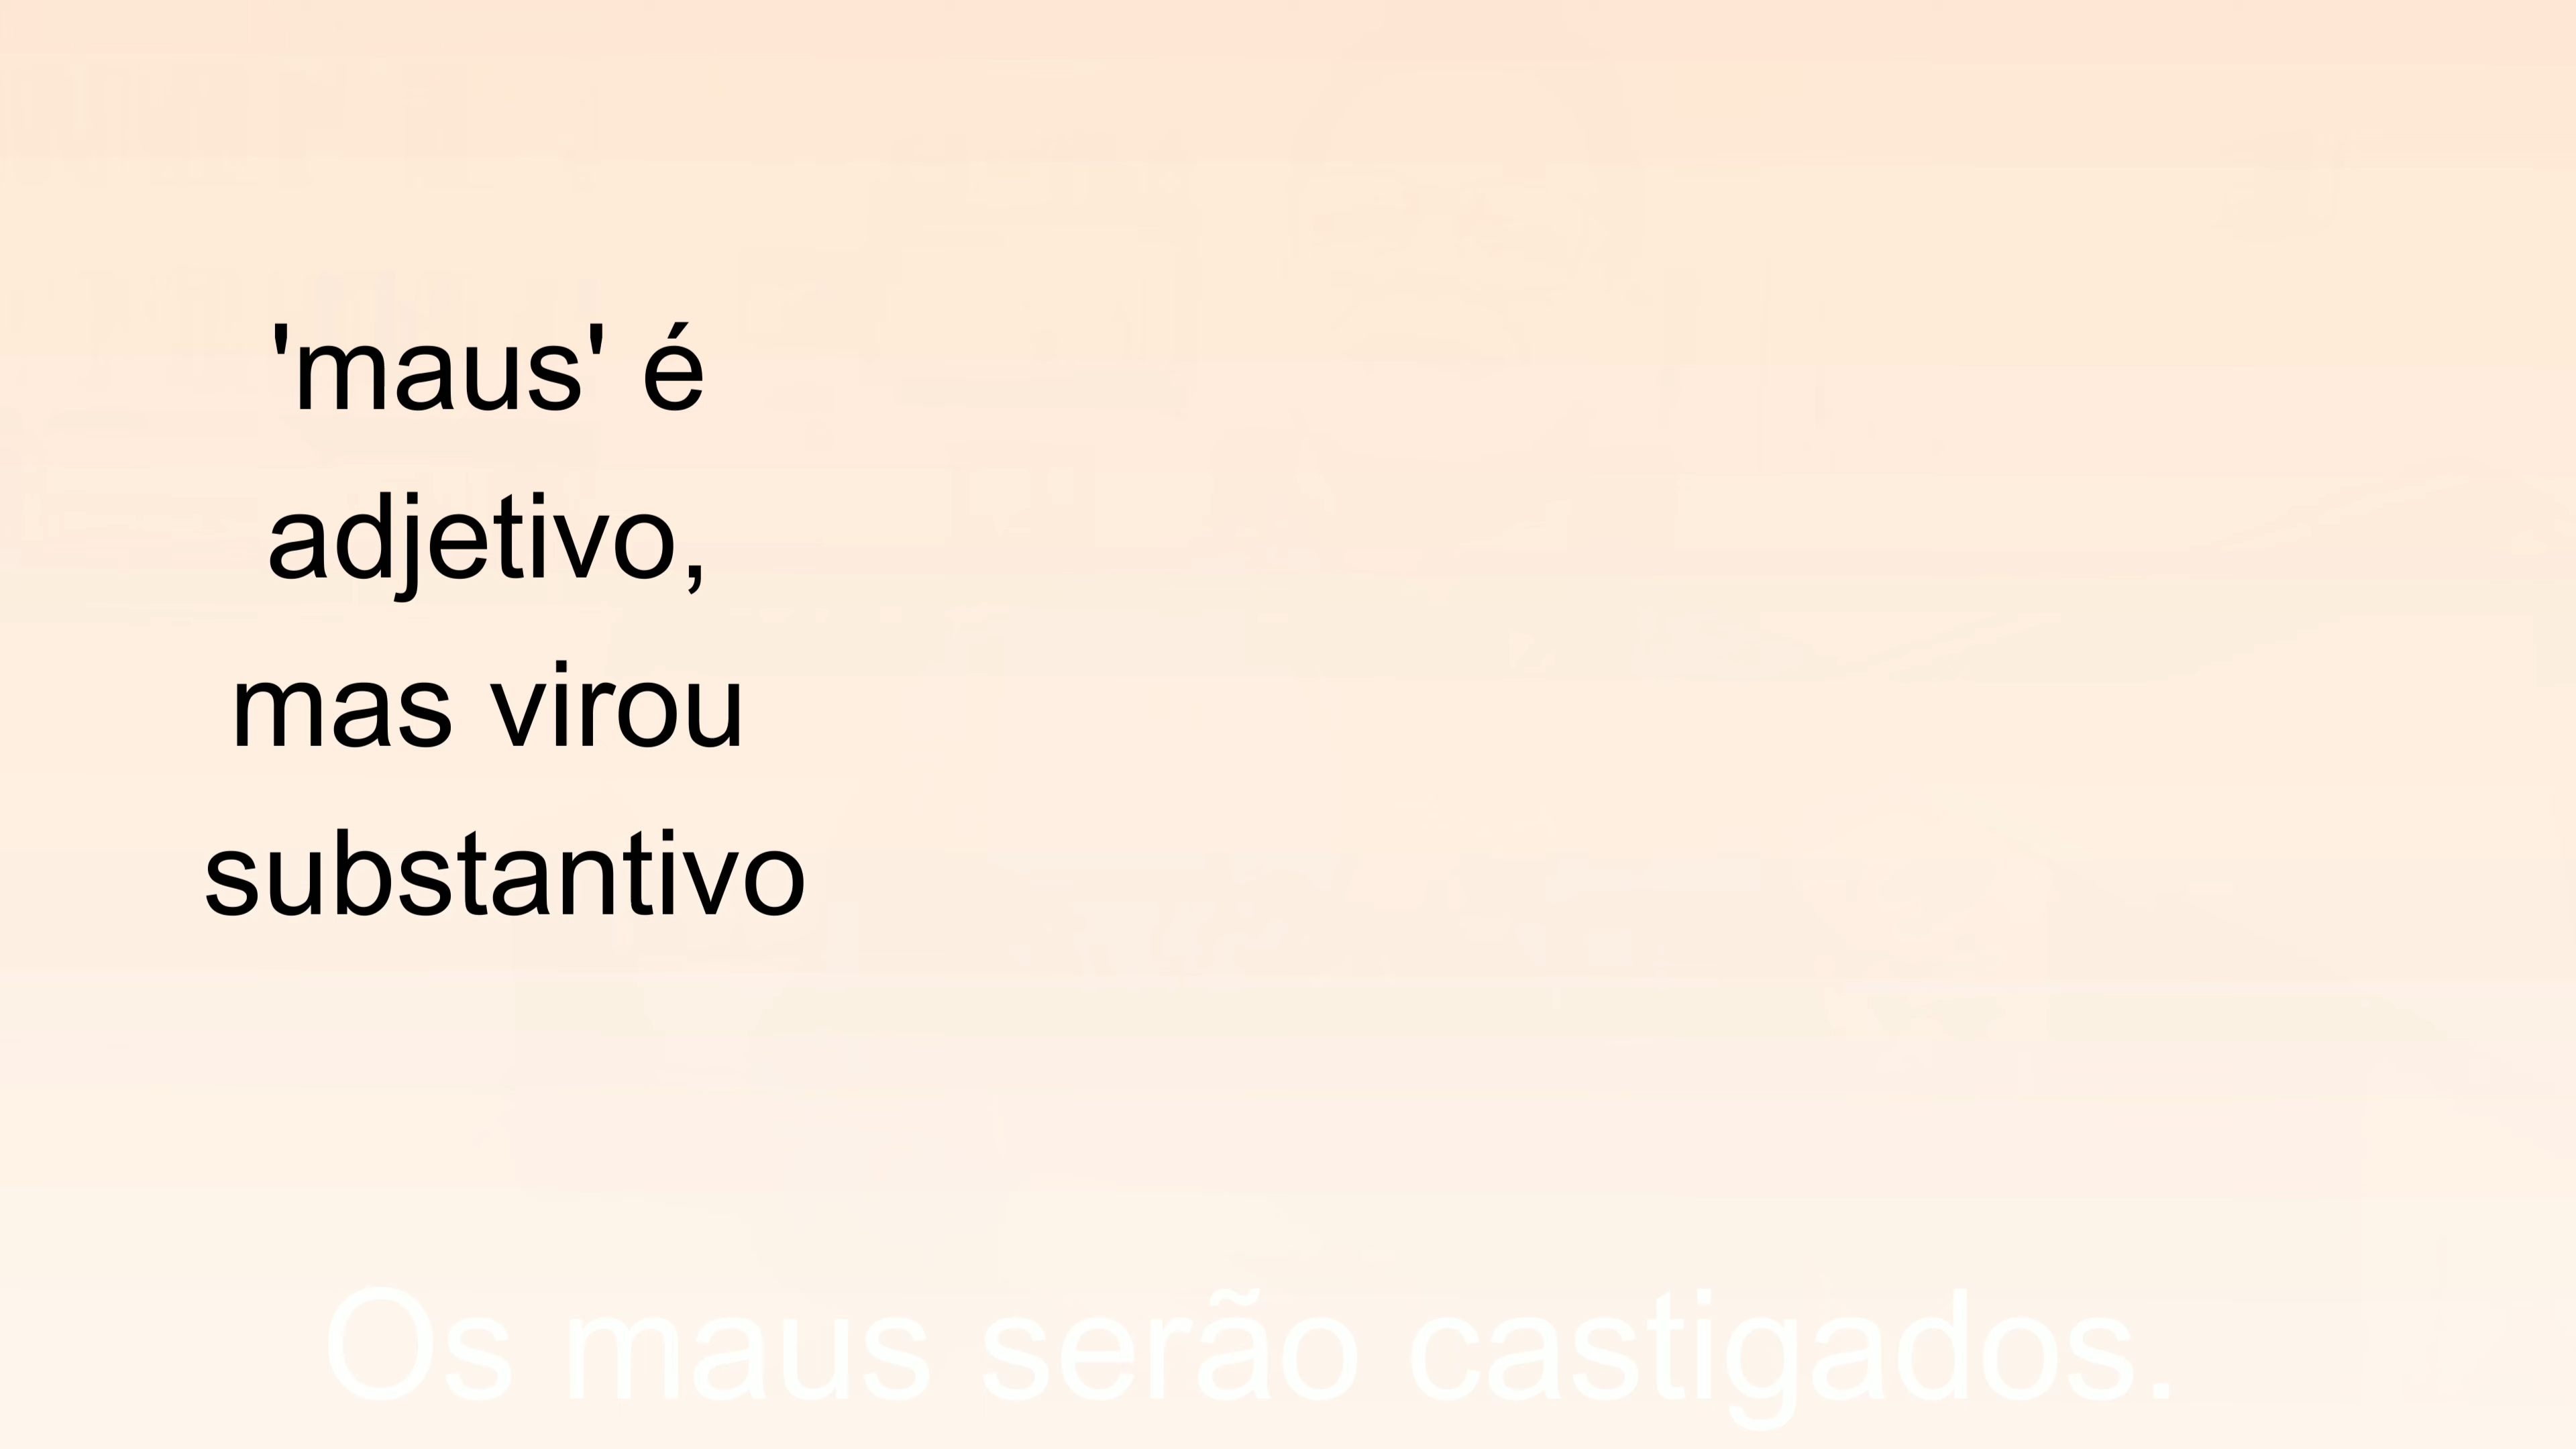 'maus' é
adjetivo,
mas virou
substantivo
Os maus serão castigados.